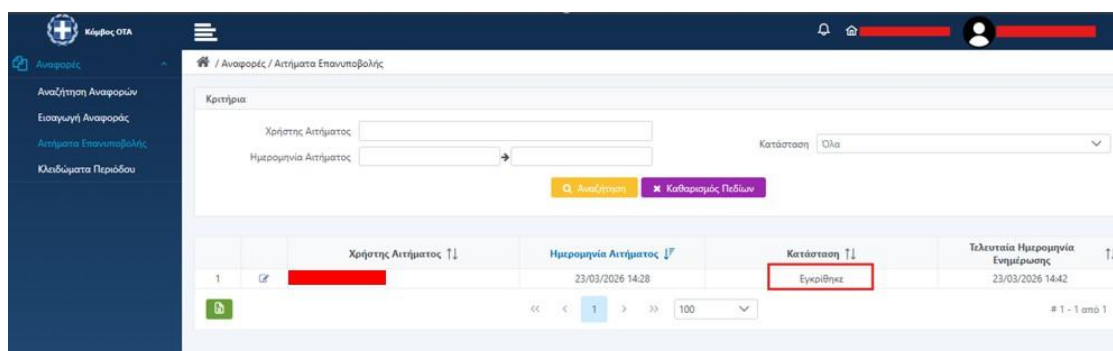 Κόμβος ΟΤΑ
Αναφορές
/ Αναφορές / Αιτήματα Επανυποβολής
Αναζήτηση Αναφορών
Εισαγωγή Αναφοράς
Αιτήματα Επανυποβολής
Κλειδώματα Περιόδου
Κριτήρια
Χρήστης Αιτήματος
Ημερομηνία Αιτήματος
Κατάσταση Όλα
Αναζήτηση Καθαρισμός Πεδίων
Χρήστης Αιτήματος Ημερομηνία Αιτήματος Κατάσταση Τελευταία Ημερομηνία
Ενημέρωσης
1 23/03/2026 14:28 Εγκρίθηκε 23/03/2026 14:42
<< < 1 > >> 100 # 1 - 1 από 1